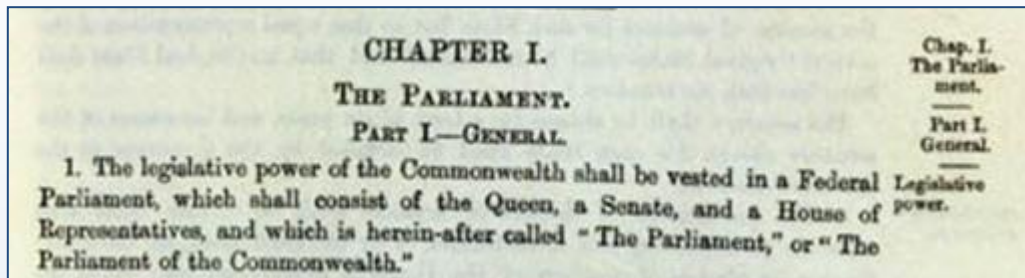 CHAPTER I.
THE PARLIAMENT.
PART I.—GENERAL.
1. The legislative power of the Commonwealth shall be vested in a Federal
Parliament, which shall consist of the Queen, a Senate, and a House of
Representatives, and which is herein-after called "The Parliament," or "The
Parliament of the Commonwealth."
Chap. I.
The Parlia-
ment.
Part I.
General.
Legislative
power.